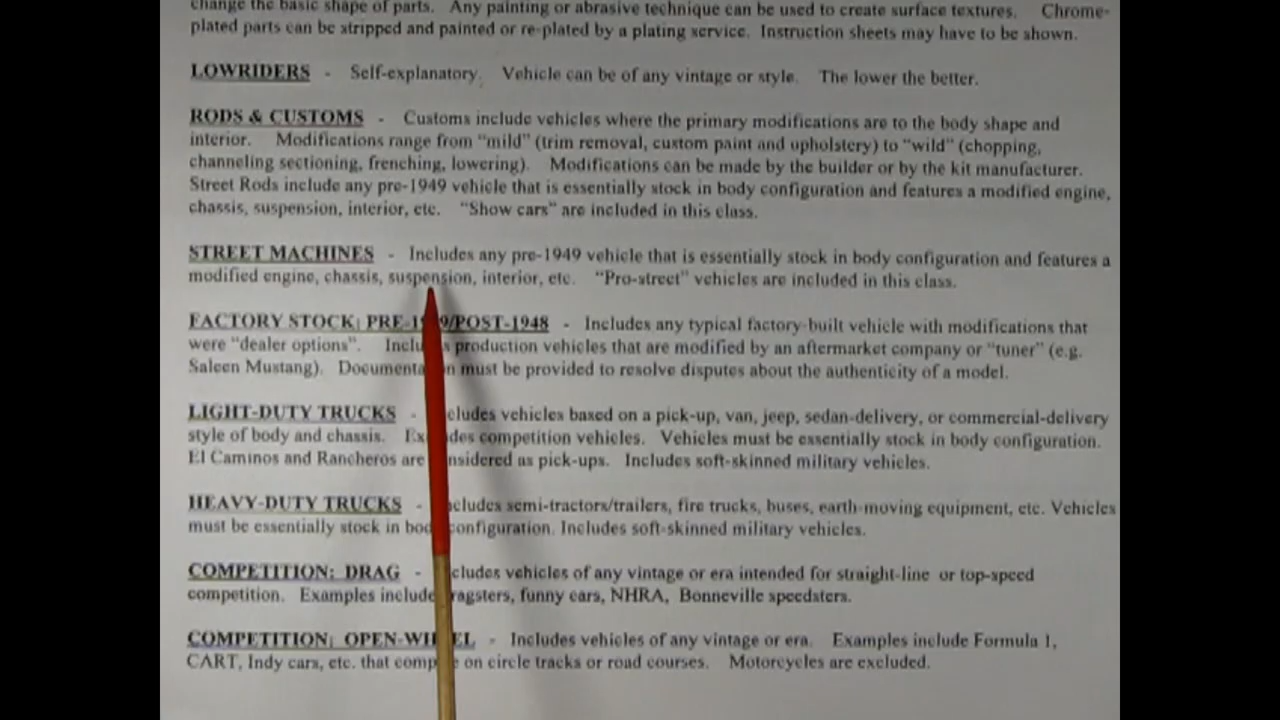 change the basic shape of parts. Any painting or abrasive technique can be used to create surface textures. Chrome-
plated parts can be stripped and painted or re-plated by a plating service. Instruction sheets may have to be shown.
LOWRIDERS - Self-explanatory. Vehicle can be of any vintage or style. The lower the better.
RODS & CUSTOMS - Customs include vehicles where the primary modifications are to the body shape and
interior. Modifications range from "mild" (trim removal, custom paint and upholstery) to "wild" (chopping,
channeling sectioning, frenching, lowering). Modifications can be made by the builder or by the kit manufacturer.
Street Rods include any pre-1949 vehicle that is essentially stock in body configuration and features a modified engine,
chassis, suspension, interior, etc. "Show cars" are included in this class.
STREET MACHINES - Includes any pre-1949 vehicle that is essentially stock in body configuration and features a
modified engine, chassis, suspension, interior, etc. "Pro-street" vehicles are included in this class.
FACTORY STOCK; PRE-1949/POST-1948 - Includes any typical factory-built vehicle with modifications that
were "dealer options". Includes production vehicles that are modified by an aftermarket company or "tuner" (e.g.
Saleen Mustang). Documentation must be provided to resolve disputes about the authenticity of a model.
LIGHT-DUTY TRUCKS - Includes vehicles based on a pick-up, van, jeep, sedan-delivery, or commercial-delivery
style of body and chassis. Excludes competition vehicles. Vehicles must be essentially stock in body configuration.
El Caminos and Rancheros are considered as pick-ups. Includes soft-skinned military vehicles.
HEAVY-DUTY TRUCKS - Includes semi-tractors/trailers, fire trucks, buses, earth-moving equipment, etc. Vehicles
must be essentially stock in body configuration. Includes soft-skinned military vehicles.
COMPETITION; DRAG - Includes vehicles of any vintage or era intended for straight-line or top-speed
competition. Examples include dragsters, funny cars, NHRA, Bonneville speedsters.
COMPETITION; OPEN-WHEEL - Includes vehicles of any vintage or era. Examples include Formula 1,
CART, Indy cars, etc. that compete on circle tracks or road courses. Motorcycles are excluded.